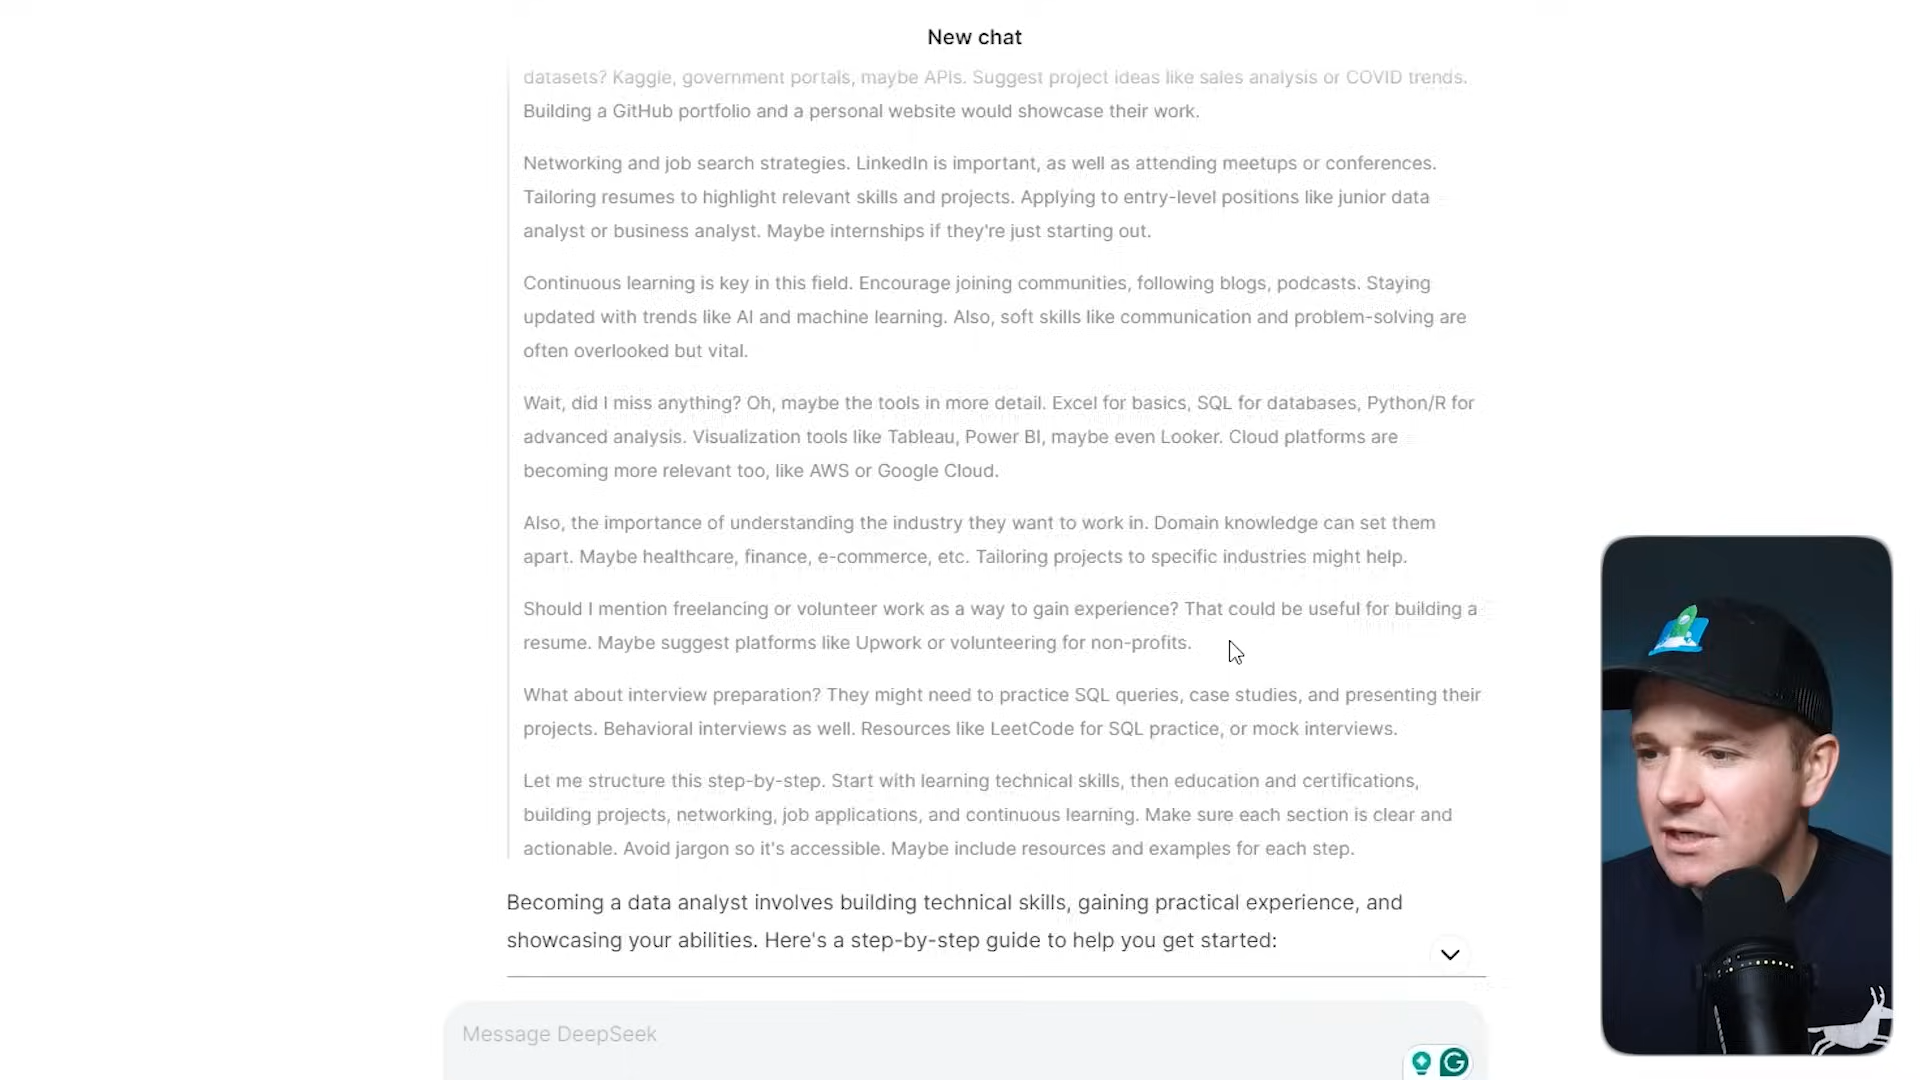 New chat
datasets? Kaggle, government portals, maybe APIs. Suggest project ideas like sales analysis or COVID trends.
Building a GitHub portfolio and a personal website would showcase their work.
Networking and job search strategies. LinkedIn is important, as well as attending meetups or conferences.
Tailoring resumes to highlight relevant skills and projects. Applying to entry-level positions like junior data
analyst or business analyst. Maybe internships if they're just starting out.
Continuous learning is key in this field. Encourage joining communities, following blogs, podcasts. Staying
updated with trends like AI and machine learning. Also, soft skills like communication and problem-solving are
often overlooked but vital.
Wait, did I miss anything? Oh, maybe the tools in more detail. Excel for basics, SQL for databases, Python/R for
advanced analysis. Visualization tools like Tableau, Power BI, maybe even Looker. Cloud platforms are
becoming more relevant too, like AWS or Google Cloud.
Also, the importance of understanding the industry they want to work in. Domain knowledge can set them
apart. Maybe healthcare, finance, e-commerce, etc. Tailoring projects to specific industries might help.
Should I mention freelancing or volunteer work as a way to gain experience? That could be useful for building a
resume. Maybe suggest platforms like Upwork or volunteering for non-profits.
What about interview preparation? They might need to practice SQL queries, case studies, and presenting their
projects. Behavioral interviews as well. Resources like LeetCode for SQL practice, or mock interviews.
Let me structure this step-by-step. Start with learning technical skills, then education and certifications,
building projects, networking, job applications, and continuous learning. Make sure each section is clear and
actionable. Avoid jargon so it's accessible. Maybe include resources and examples for each step.
Becoming a data analyst involves building technical skills, gaining practical experience, and
showcasing your abilities. Here's a step-by-step guide to help you get started:
Message DeepSeek